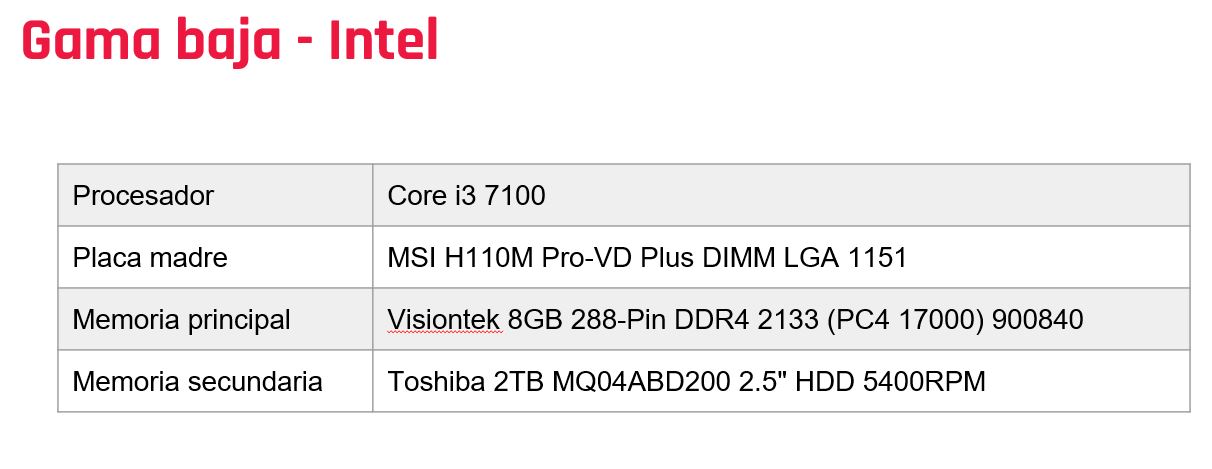 Gama baja - Intel
Procesador Core i3 7100
Placa madre MSI H110M Pro-VD Plus DIMM LGA 1151
Memoria principal Visiontek 8GB 288-Pin DDR4 2133 (PC4 17000) 900840
Memoria secundaria Toshiba 2TB MQ04ABD200 2.5" HDD 5400RPM